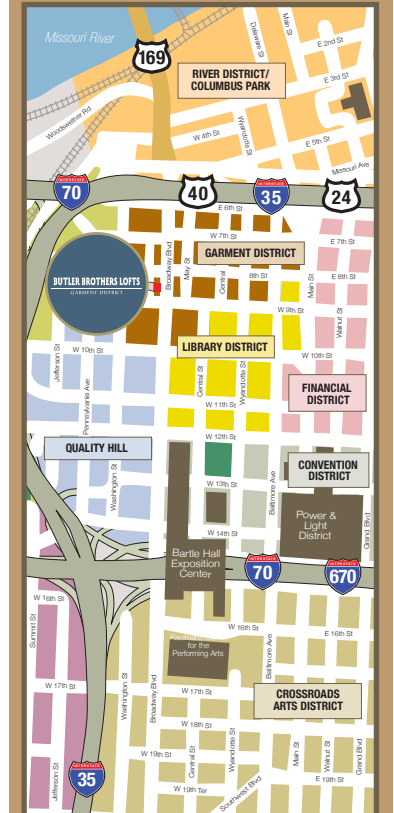 Missouri River
169
Delaware St
Main St
E 2nd St
RIVER DISTRICT/
COLUMBUS PARK
E 3rd St
Woodswether Rd
W 4th St
Wyandotte St
E 5th St
Missouri Ave
INTERSTATE
70
40
INTERSTATE
35
24
E 6th St
W 7th St
E 7th St
Broadway Blvd
May St
GARMENT DISTRICT
Central
8th St
Main St
E 8th St
BUTLER BROTHERS LOFTS
GARMENT DISTRICT
W 9th St
Walnut St
LIBRARY DISTRICT
W 10th St
W 10th St
Jefferson St
Pennsylvania Ave
Central St
Wyandotte St
FINANCIAL
DISTRICT
W 11th St
W 12th St
QUALITY HILL
CONVENTION
DISTRICT
Washington St
W 13th St
Baltimore Ave
Power &
Light
District
Grand Blvd
W 14th St
Bartle Hall
Exposition
Center
INTERSTATE
70
INTERSTATE
670
W 16th St
W 16th St
E 16th St
Summit St
for the
Performing Arts
Baltimore Ave
W 17th St
Washington St
Broadway Blvd
W 17th St
CROSSROADS
ARTS DISTRICT
W 18th St
W 19th St
Central St
Wyandotte St
Main St
Walnut St
Grand Blvd
INTERSTATE
35
Jefferson St
W 19th Ter
Southwest Blvd
E 19th St